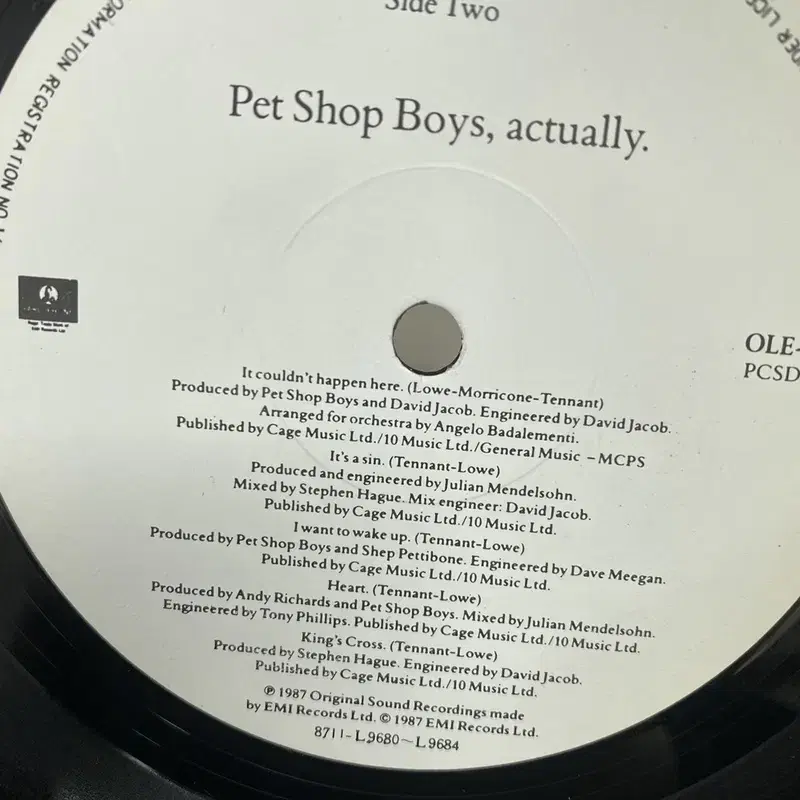 Side Two
Pet Shop Boys, actually.
ORMATION REGISTRATION NO.
DER LICE
OLE-
PCSD
It couldn't happen here. (Lowe-Morricone-Tennant)
Produced by Pet Shop Boys and David Jacob. Engineered by David Jacob.
Arranged for orchestra by Angelo Badalementi.
Published by Cage Music Ltd./10 Music Ltd./General Music – MCPS
It's a sin. (Tennant-Lowe)
Produced and engineered by Julian Mendelsohn.
Mixed by Stephen Hague. Mix engineer: David Jacob.
Published by Cage Music Ltd./10 Music Ltd.
I want to wake up. (Tennant-Lowe)
Produced by Pet Shop Boys and Shep Pettibone. Engineered by Dave Meegan.
Published by Cage Music Ltd./10 Music Ltd.
Heart. (Tennant-Lowe)
Produced by Andy Richards and Pet Shop Boys. Mixed by Julian Mendelsohn.
Engineered by Tony Phillips. Published by Cage Music Ltd./10 Music Ltd.
King's Cross. (Tennant-Lowe)
Produced by Stephen Hague. Engineered by David Jacob.
Published by Cage Music Ltd./10 Music Ltd.
℗ 1987 Original Sound Recordings made
by EMI Records Ltd. © 1987 EMI Records Ltd.
8711-L9680~L9684